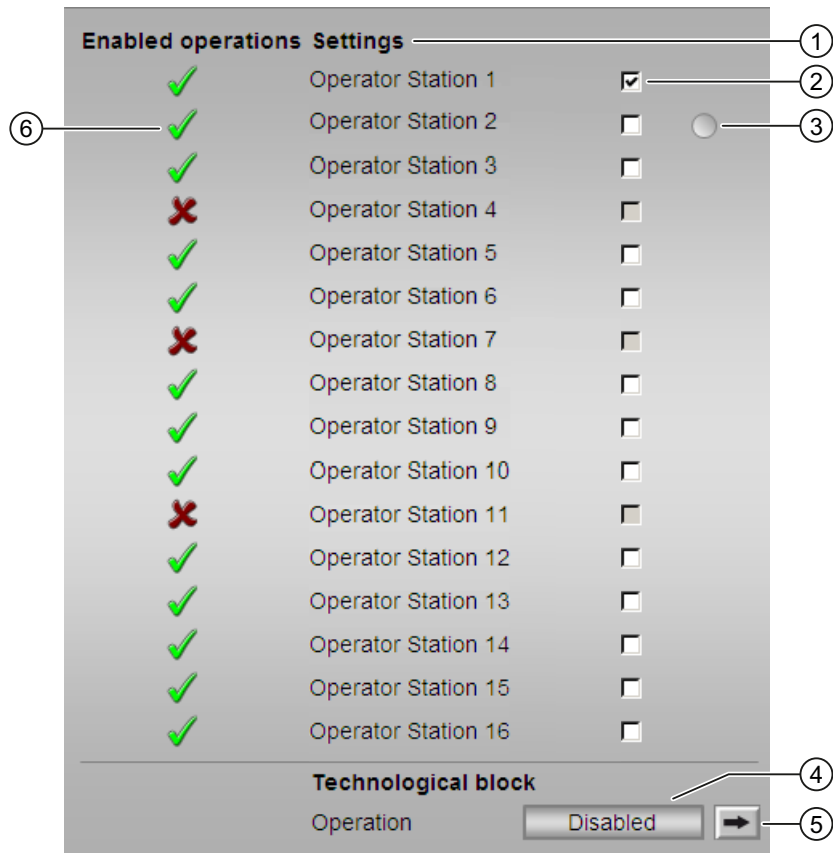 Enabled operations Settings 1
Operator Station 1 2
6 Operator Station 2 3
Operator Station 3
Operator Station 4
Operator Station 5
Operator Station 6
Operator Station 7
Operator Station 8
Operator Station 9
Operator Station 10
Operator Station 11
Operator Station 12
Operator Station 13
Operator Station 14
Operator Station 15
Operator Station 16
Technological block 4
Operation Disabled 5